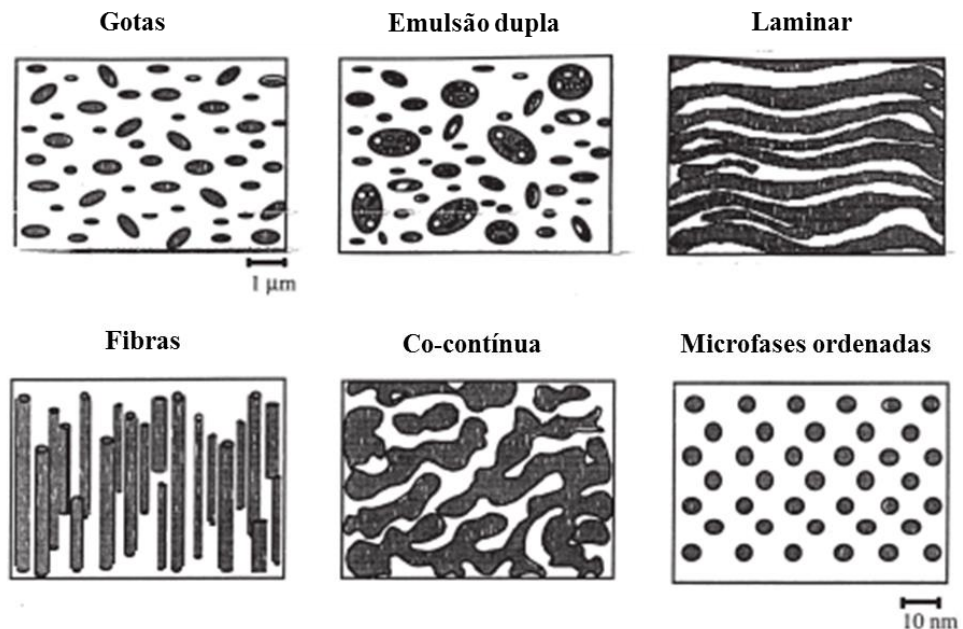 Gotas
Emulsão dupla
Laminar
1 μm
Fibras
Co-contínua
Microfases ordenadas
10 nm